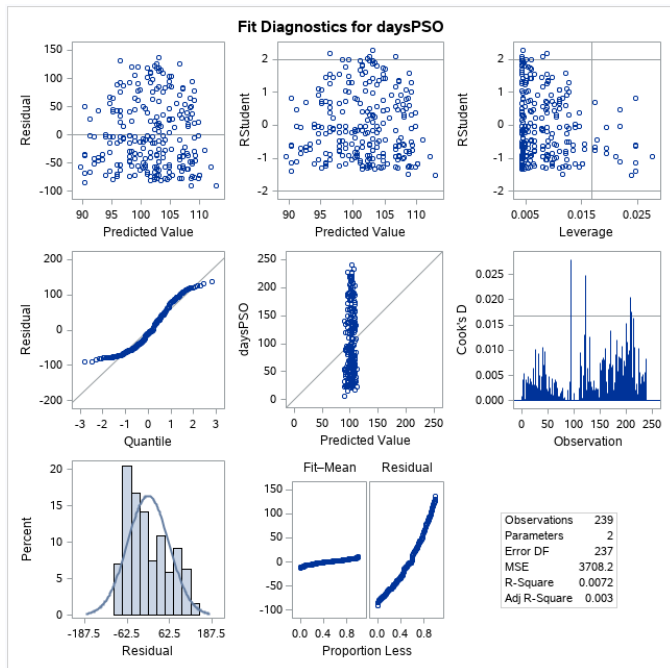 Fit Diagnostics for daysPSO
150
100
50
0
-50
-100
Residual
90 95 100 105 110
Predicted Value
2
1
0
-1
-2
RStudent
90 95 100 105 110
Predicted Value
2
1
0
-1
-2
RStudent
0.005 0.015 0.025
Leverage
200
100
0
-100
-200
Residual
-3 -2 -1 0 1 2 3
Quantile
250
200
150
100
50
0
daysPSO
0 50 100 150 200 250
Predicted Value
0.025
0.020
0.015
0.010
0.005
0.000
Cook's D
0 50 100 150 200 250
Observation
20
15
10
5
0
Percent
-187.5 -62.5 62.5 187.5
Residual
Fit–Mean Residual
150
100
50
0
-50
-100
0.0 0.4 0.8 0.0 0.4 0.8
Proportion Less
Observations 239
Parameters 2
Error DF 237
MSE 3708.2
R-Square 0.0072
Adj R-Square 0.003